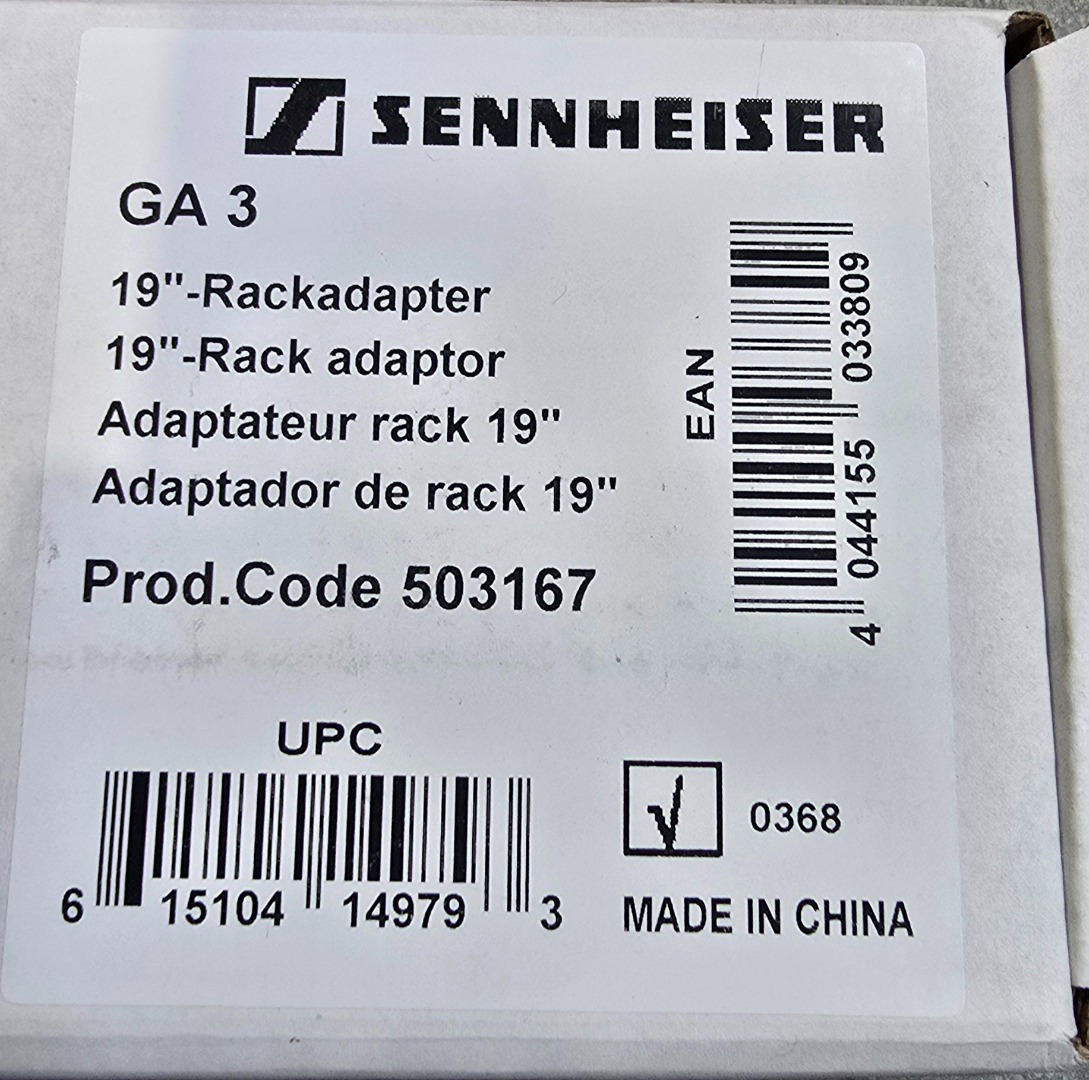 SENNHEISER
GA 3
19"-Rackadapter
19"-Rack adaptor
Adaptateur rack 19"
Adaptador de rack 19"
Prod.Code 503167
EAN
4 044155 033809
UPC
6 15104 14979 3
0368
MADE IN CHINA